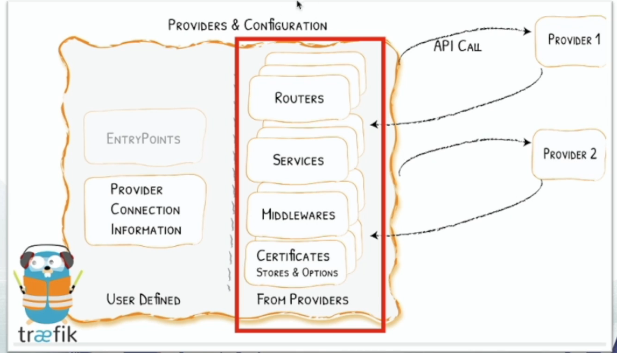 PROVIDERS & CONFIGURATION
API CALL
PROVIDER 1
ROUTERS
ENTRYPOINTS
SERVICES
PROVIDER 2
PROVIDER
CONNECTION
INFORMATION
MIDDLEWARES
CERTIFICATES
STORES & OPTIONS
USER DEFINED
FROM PROVIDERS
træfik